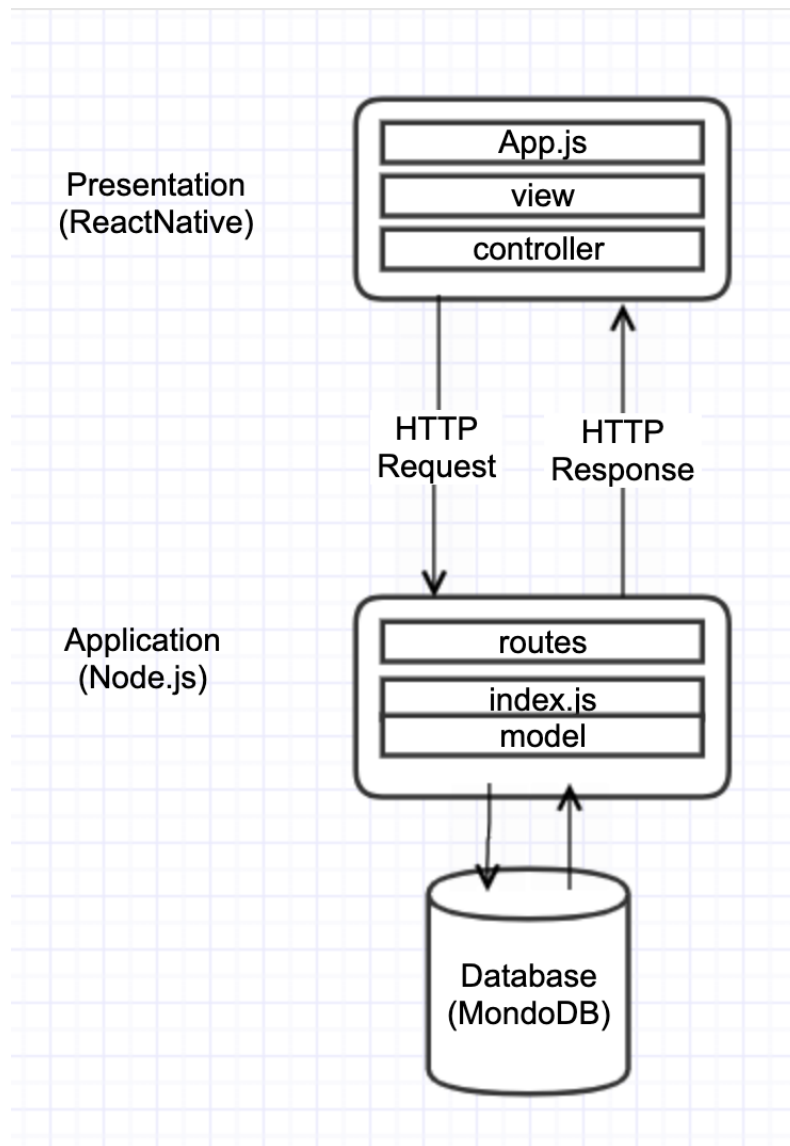 App.js
Presentation
(ReactNative)
view
controller
HTTP
Request
HTTP
Response
Application
(Node.js)
routes
index.js
model
Database
(MondoDB)